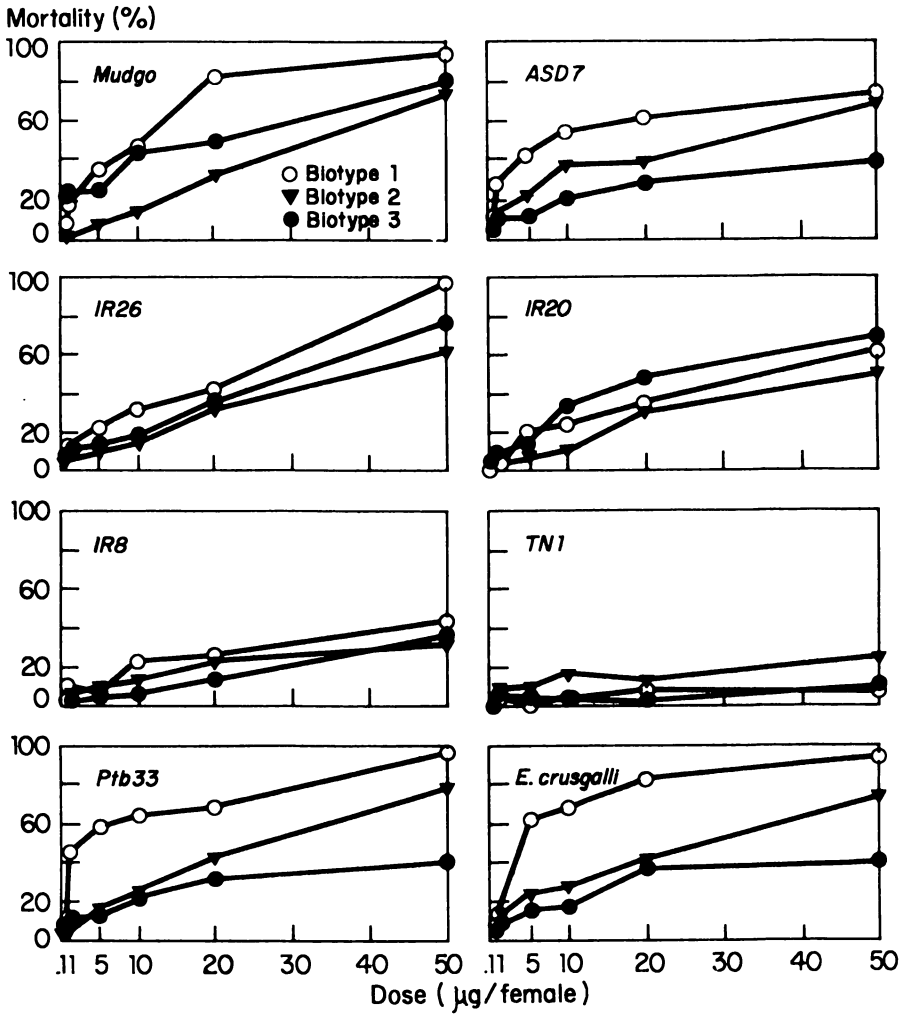 Mortality (%)
100
60
20
0
Mudgo
Biotype 1
Biotype 2
Biotype 3
ASD7
100
60
20
0
IR26
IR20
100
60
20
0
IR8
TN1
100
60
20
0
Ptb33
E. crusgalli
.11 5 10 20 30 40 50
.11 5 10 20 30 40 50
Dose (µg/female)